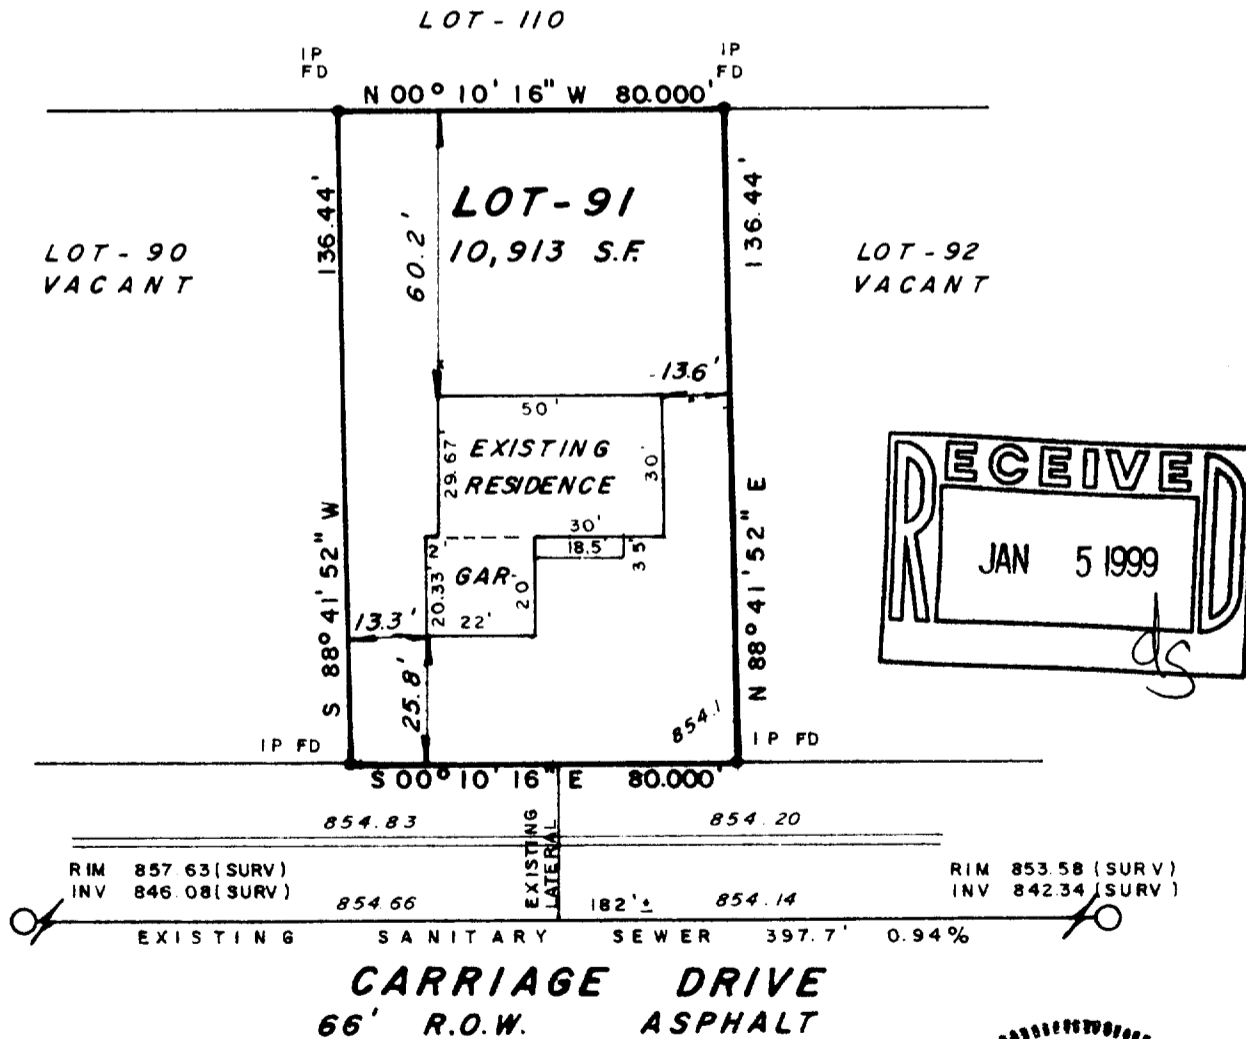 LOT - 110
IP
FD
IP
FD
N 00° 10' 16" W 80.000'
136.44'
136.44'
60.2'
LOT-91
10,913 S.F.
LOT - 90
VACANT
LOT - 92
VACANT
13.6'
50'
29.67'
EXISTING
RESIDENCE
30'
30'
18.5'
3.5'
2'
GAR-
20'
20.33'
22'
13.3'
25.8'
S 88° 41' 52" W
N 88° 41' 52" E
RECEIVED
JAN 5 1999
ds
854.1
IP FD
IP FD
S 00° 10' 16" E 80.000'
854.83
854.20
EXISTING
LATERAL
RIM 857.63 (SURV)
INV 846.08 (SURV)
RIM 853.58 (SURV)
INV 842.34 (SURV)
854.66
182' ±
854.14
EXISTING SANITARY SEWER 397.7' 0.94%
CARRIAGE DRIVE
66' R.O.W. ASPHALT